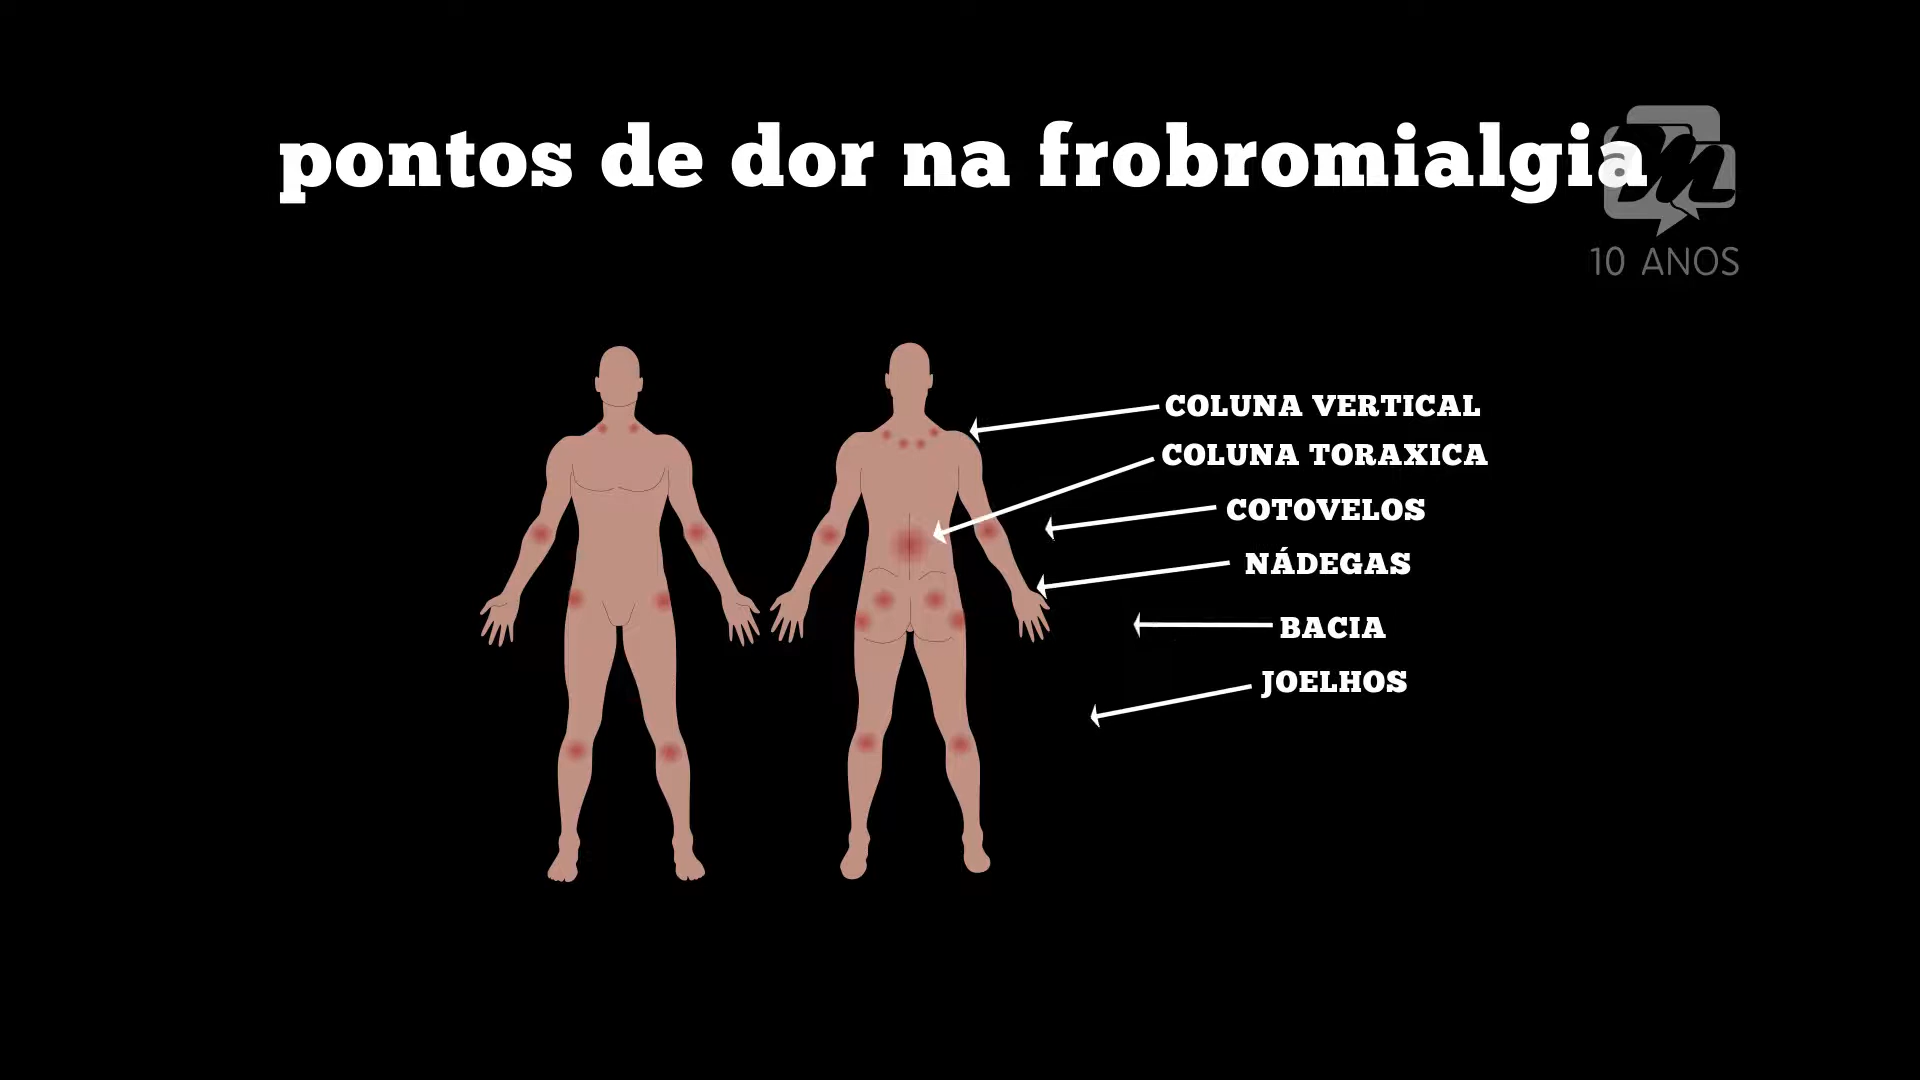 pontos de dor na frobromialgia
10 ANOS
COLUNA VERTICAL
COLUNA TORAXICA
COTOVELOS
NÁDEGAS
BACIA
JOELHOS